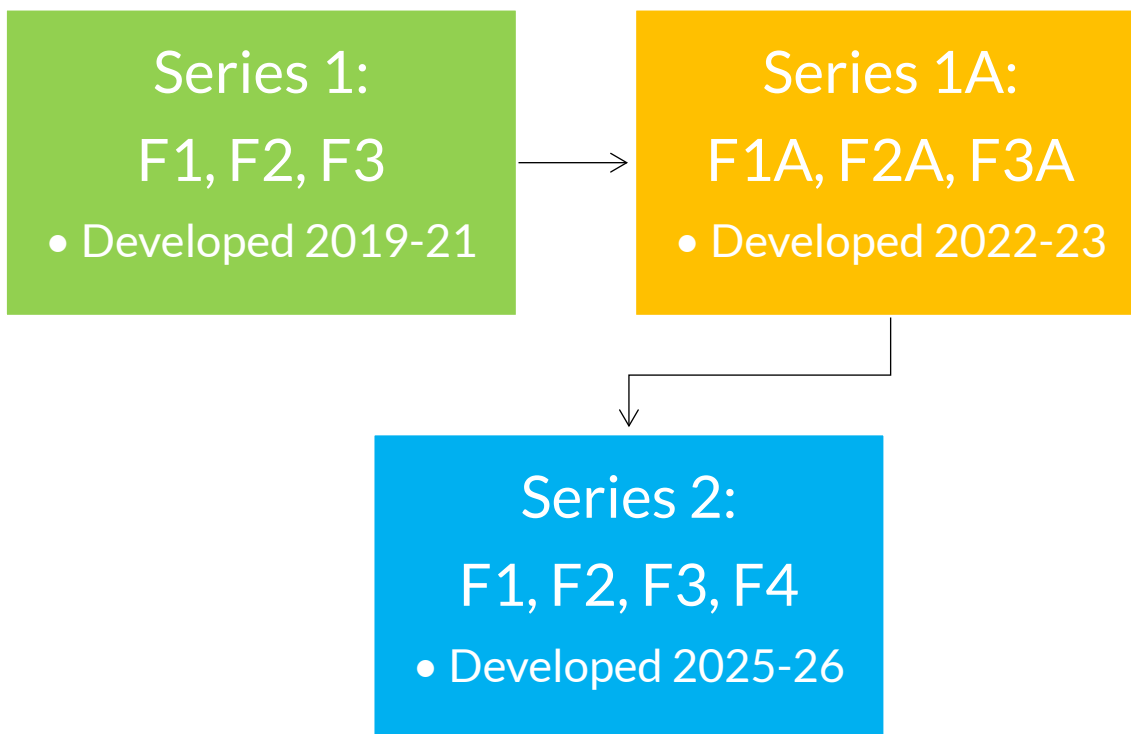 Series 1:
F1, F2, F3
• Developed 2019-21
Series 1A:
F1A, F2A, F3A
• Developed 2022-23
Series 2:
F1, F2, F3, F4
• Developed 2025-26